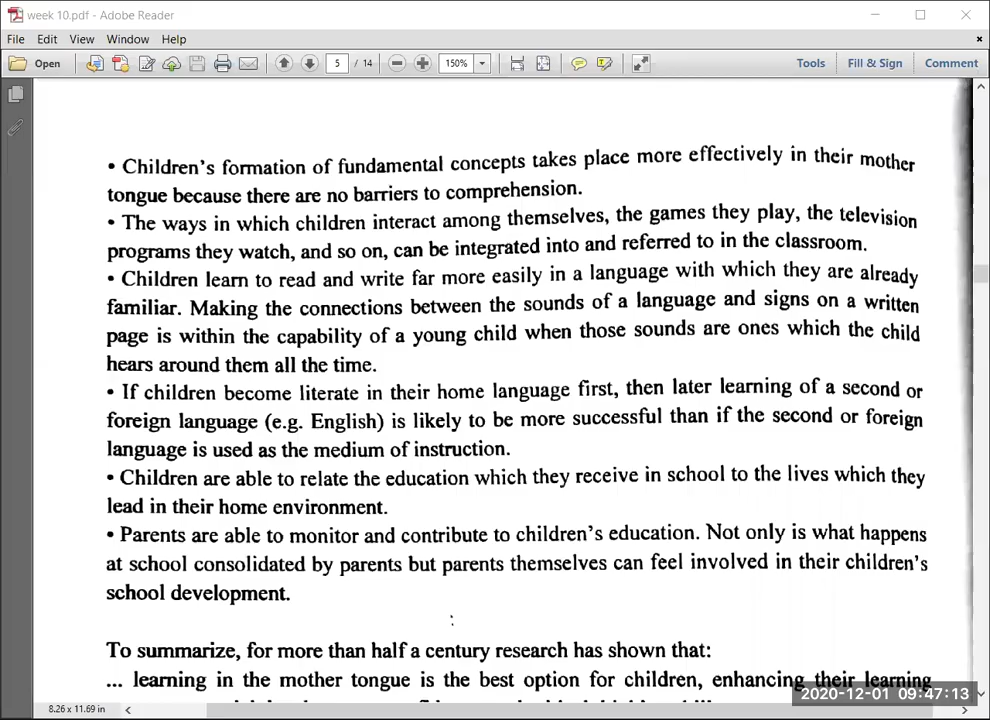 week 10.pdf - Adobe Reader
File Edit View Window Help
Open 5 / 14 150% Tools Fill & Sign Comment
• Children's formation of fundamental concepts takes place more effectively in their mother
tongue because there are no barriers to comprehension.
• The ways in which children interact among themselves, the games they play, the television
programs they watch, and so on, can be integrated into and referred to in the classroom.
• Children learn to read and write far more easily in a language with which they are already
familiar. Making the connections between the sounds of a language and signs on a written
page is within the capability of a young child when those sounds are ones which the child
hears around them all the time.
• If children become literate in their home language first, then later learning of a second or
foreign language (e.g. English) is likely to be more successful than if the second or foreign
language is used as the medium of instruction.
• Children are able to relate the education which they receive in school to the lives which they
lead in their home environment.
• Parents are able to monitor and contribute to children's education. Not only is what happens
at school consolidated by parents but parents themselves can feel involved in their children's
school development.
To summarize, for more than half a century research has shown that:
... learning in the mother tongue is the best option for children, enhancing their learning
2020-12-01 09:47:13
8.26 x 11.69 in